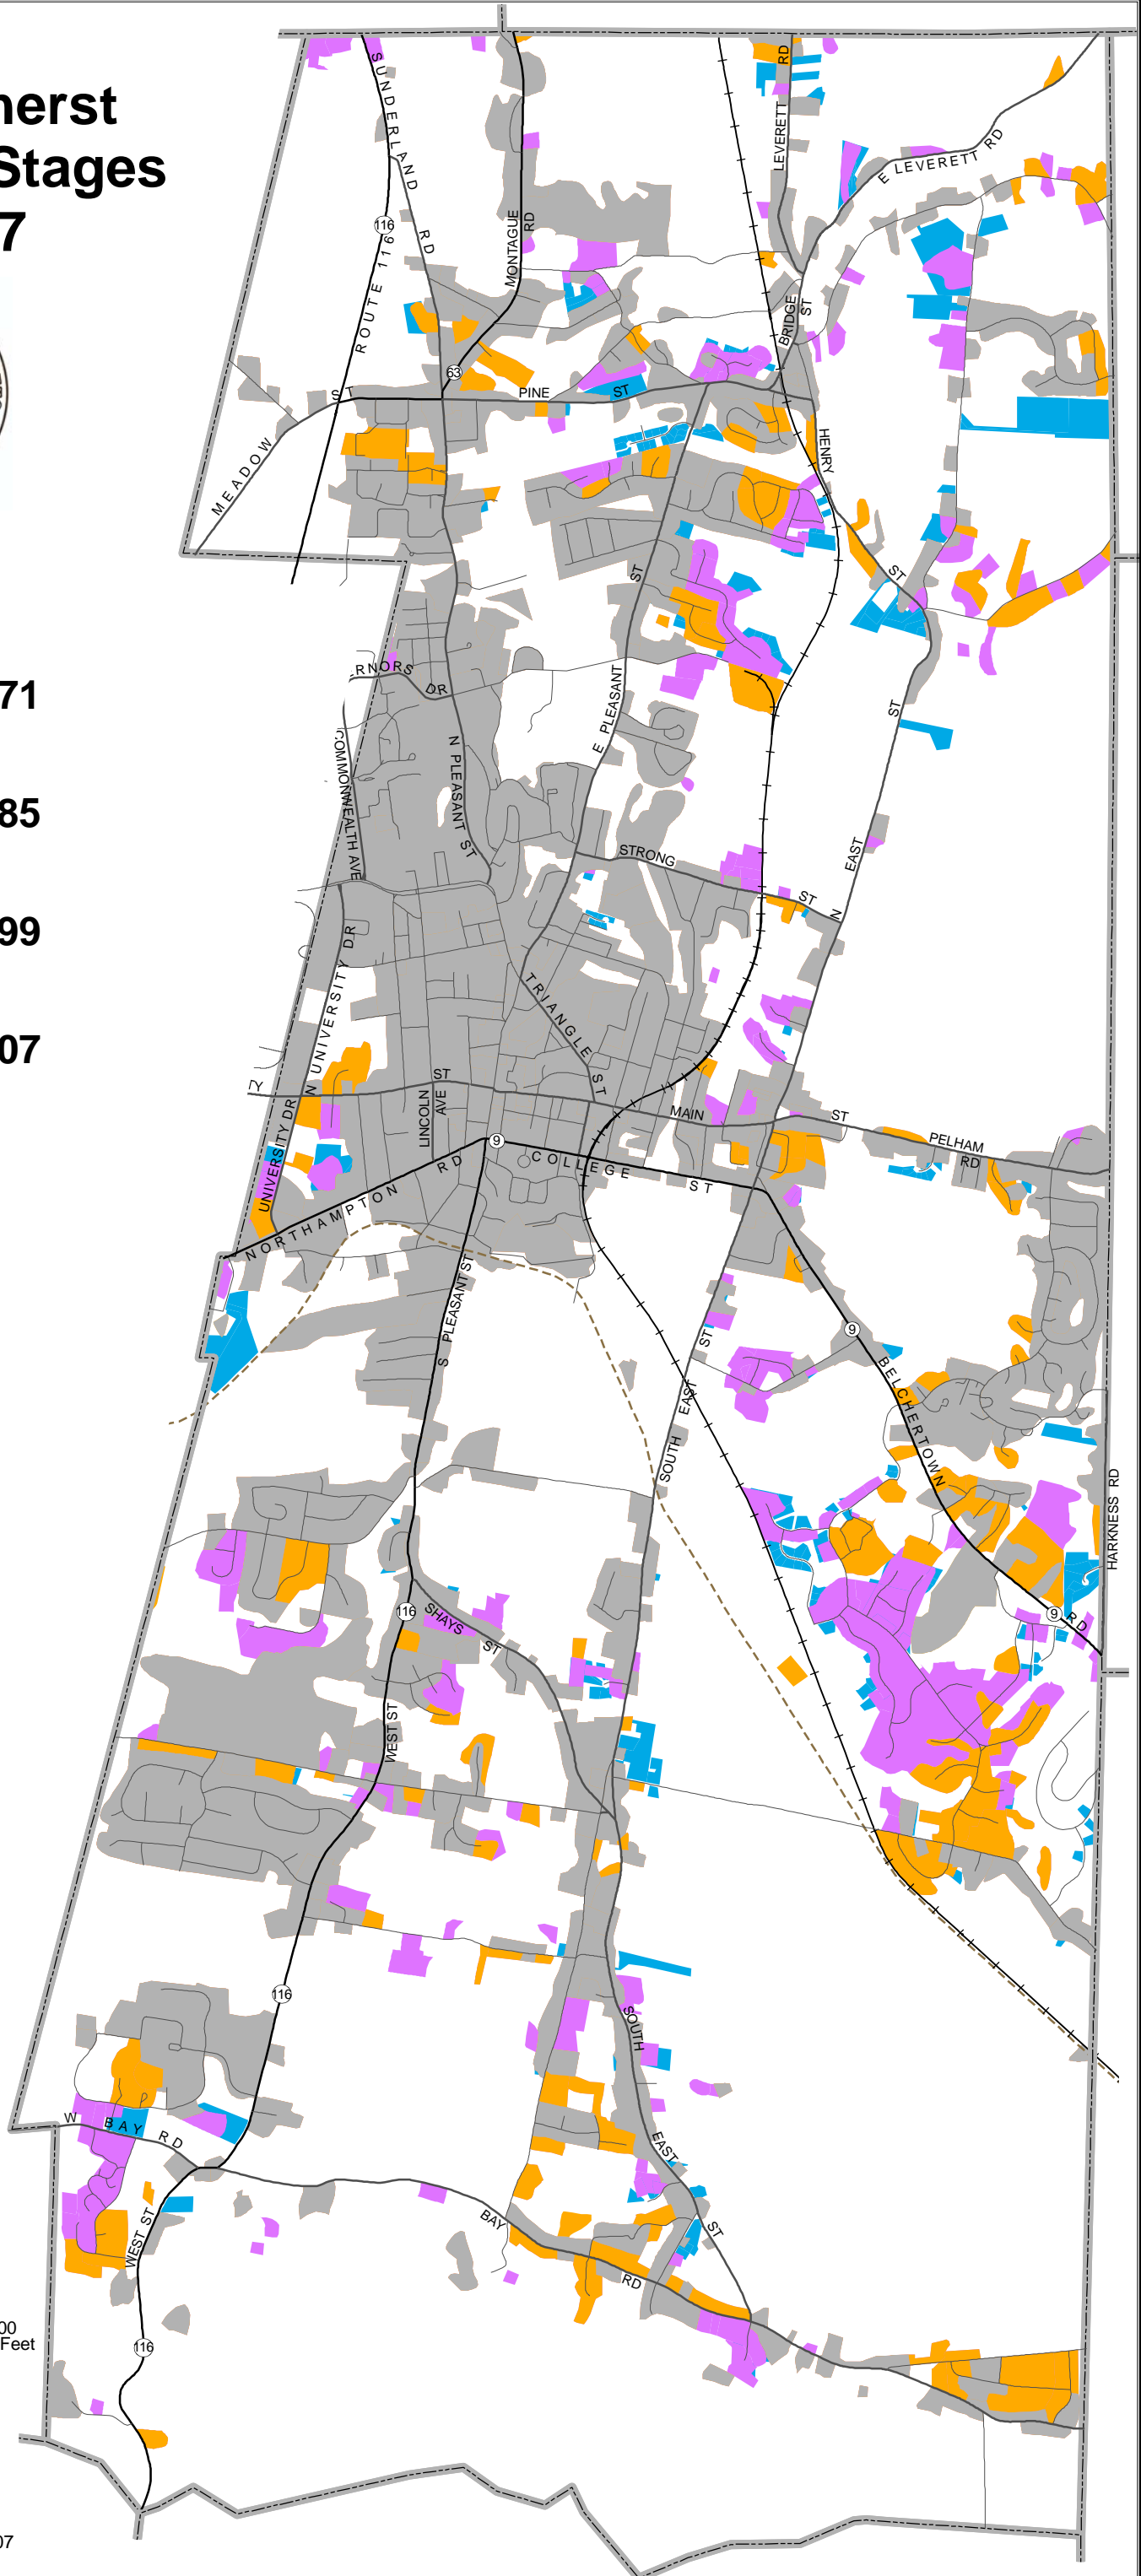 herst
Stages
7
71
85
99
07
00
Feet
07
SUNDERLAND RD
116
ROUTE 116
MONTAGUE RD
LEVERETT RD
E LEVERETT RD
BRIDGE ST
63
MEADOW ST
PINE ST
HENRY ST
E PLEASANT ST
RNORS DR
COMMONWEALTH AVE
N PLEASANT ST
STRONG ST
N EAST ST
N UNIVERSITY DR
TRIANGLE ST
TY
ST
LINCOLN AVE
MAIN ST
PELHAM RD
UNIVERSITY DR
9
COLLEGE ST
NORTHAMPTON RD
S PLEASANT ST
SOUTH EAST ST
9
BELCHERTOWN RD
HARKNESS RD
9
116
SHAYS ST
WEST ST
116
SOUTH EAST ST
W BAY RD
WEST ST
BAY RD
116